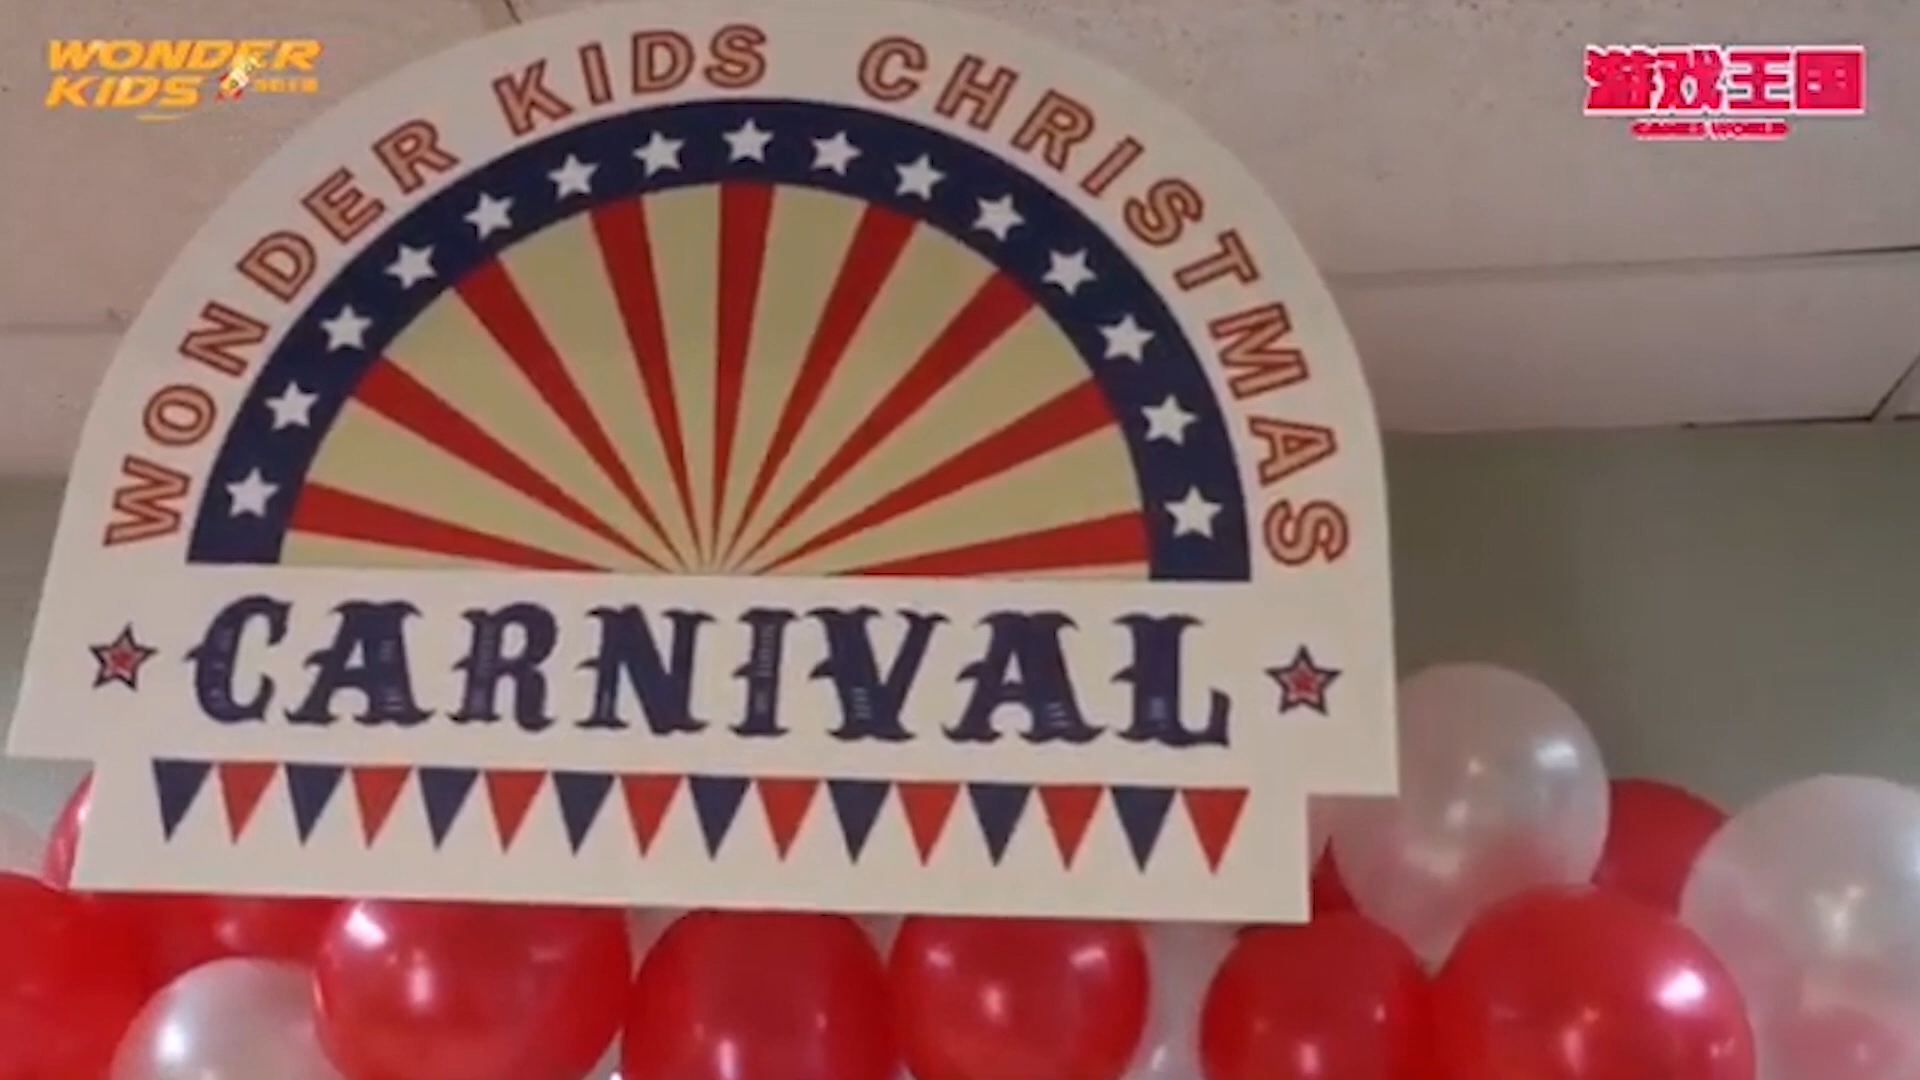 WONDER KIDS
游戏王国
GAMES WORLD
WONDER KIDS CHRISTMAS
CARNIVAL